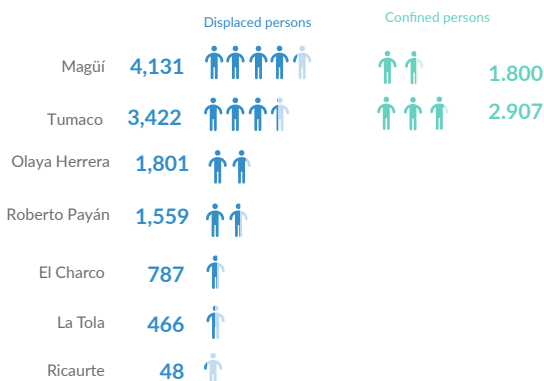 Displaced persons
Confined persons
Magüí 4,131 1.800
Tumaco 3,422 2.907
Olaya Herrera 1,801
Roberto Payán 1,559
El Charco 787
La Tola 466
Ricaurte 48